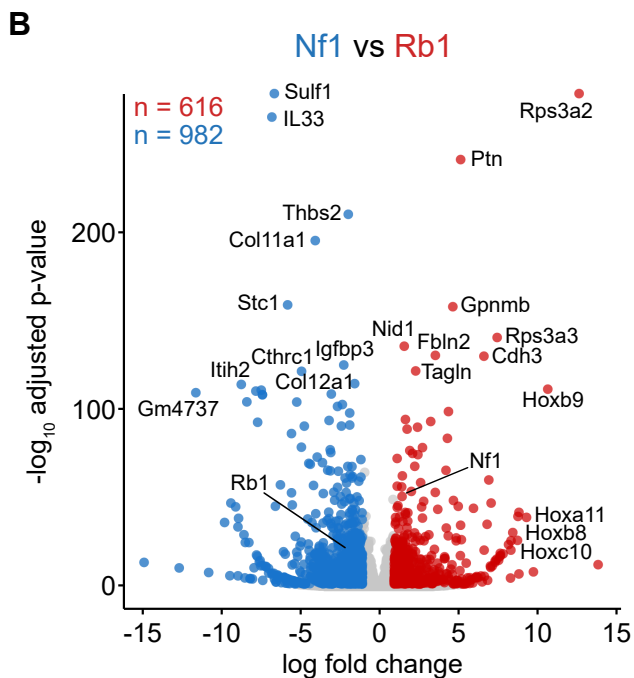 B
Nf1 vs Rb1
n = 616
n = 982
Sulf1
IL33
Rps3a2
Ptn
Thbs2
Col11a1
Stc1
Gpnmb
Nid1
Fbln2
Rps3a3
Cdh3
Tagln
Igfbp3
Cthrc1
Itih2
Col12a1
Gm4737
Hoxb9
Nf1
Rb1
Hoxa11
Hoxb8
Hoxc10
-log10 adjusted p-value
200
100
0
-15 -10 -5 0 5 10 15
log fold change